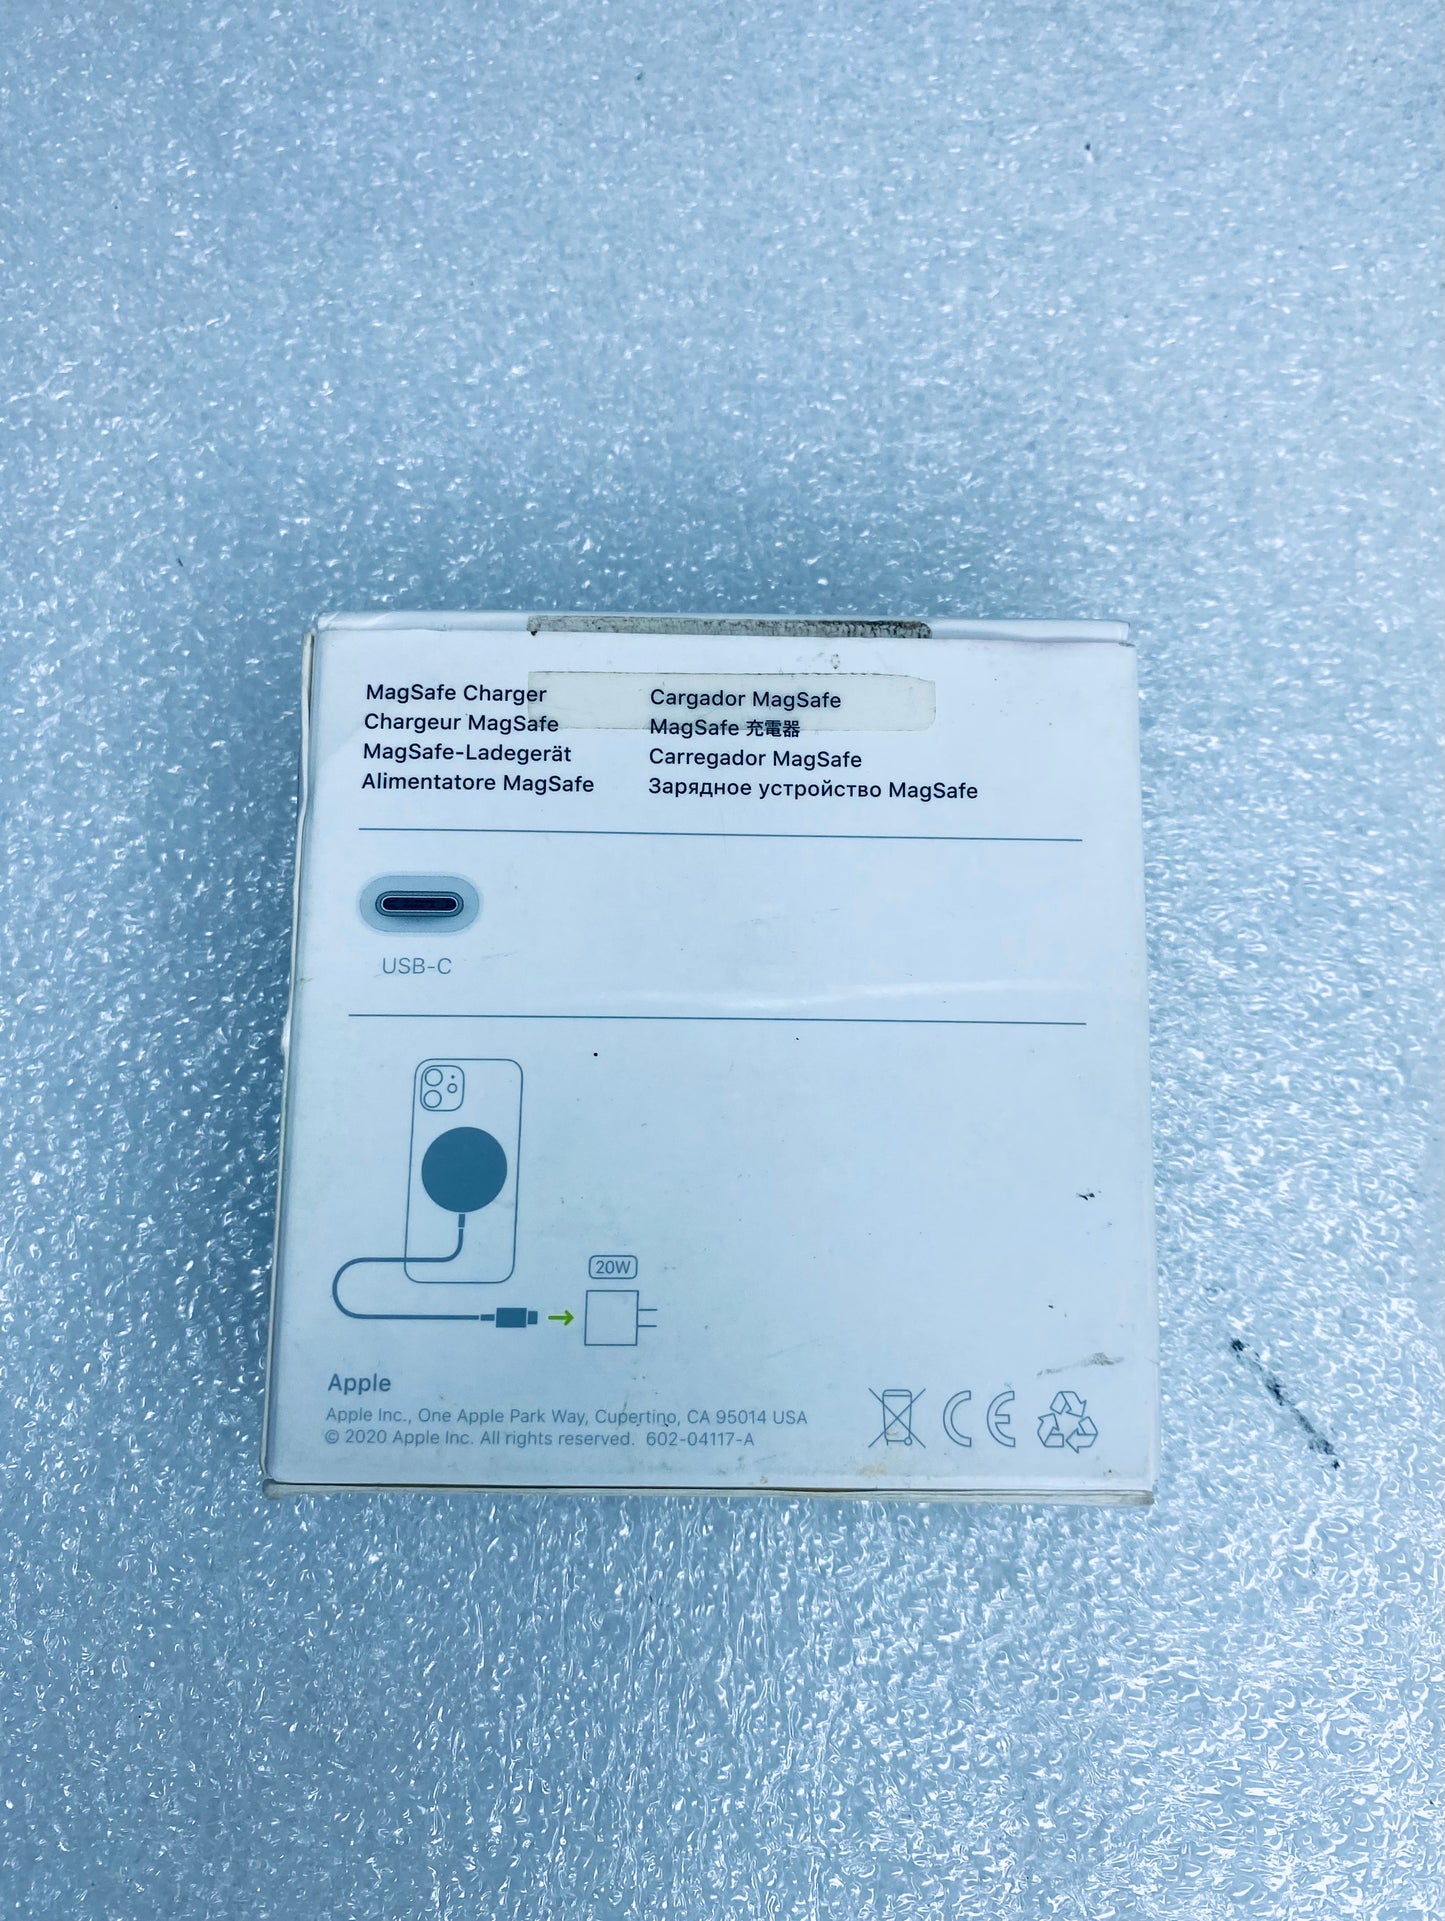 MagSafe Charger
Chargeur MagSafe
MagSafe-Ladegerät
Alimentatore MagSafe
Cargador MagSafe
MagSafe 充電器
Carregador MagSafe
Зарядное устройство MagSafe
USB-C
20W
Apple
Apple Inc., One Apple Park Way, Cupertino, CA 95014 USA
© 2020 Apple Inc. All rights reserved. 602-04117-A
CE